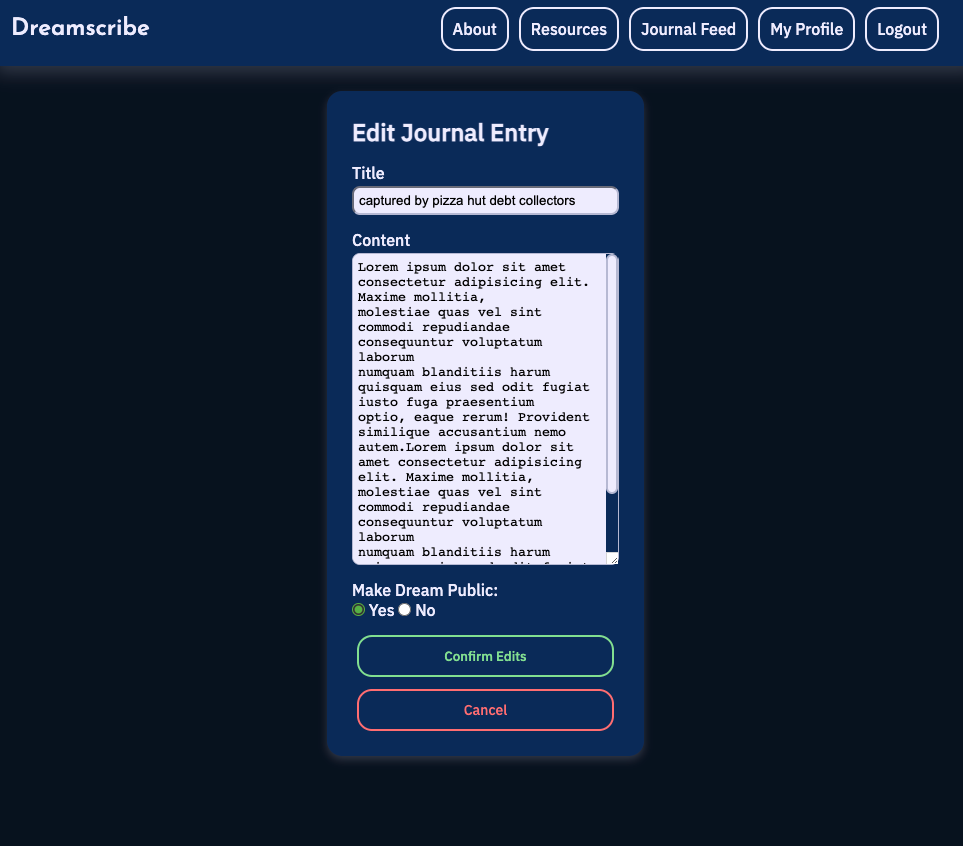 Dreamscribe
About Resources Journal Feed My Profile Logout
Edit Journal Entry
Title
captured by pizza hut debt collectors
Content
Lorem ipsum dolor sit amet
consectetur adipisicing elit.
Maxime mollitia,
molestiae quas vel sint
commodi repudiandae
consequuntur voluptatum
laborum
numquam blanditiis harum
quisquam eius sed odit fugiat
iusto fuga praesentium
optio, eaque rerum! Provident
similique accusantium nemo
autem.Lorem ipsum dolor sit
amet consectetur adipisicing
elit. Maxime mollitia,
molestiae quas vel sint
commodi repudiandae
consequuntur voluptatum
laborum
numquam blanditiis harum
Make Dream Public:
Yes No
Confirm Edits
Cancel